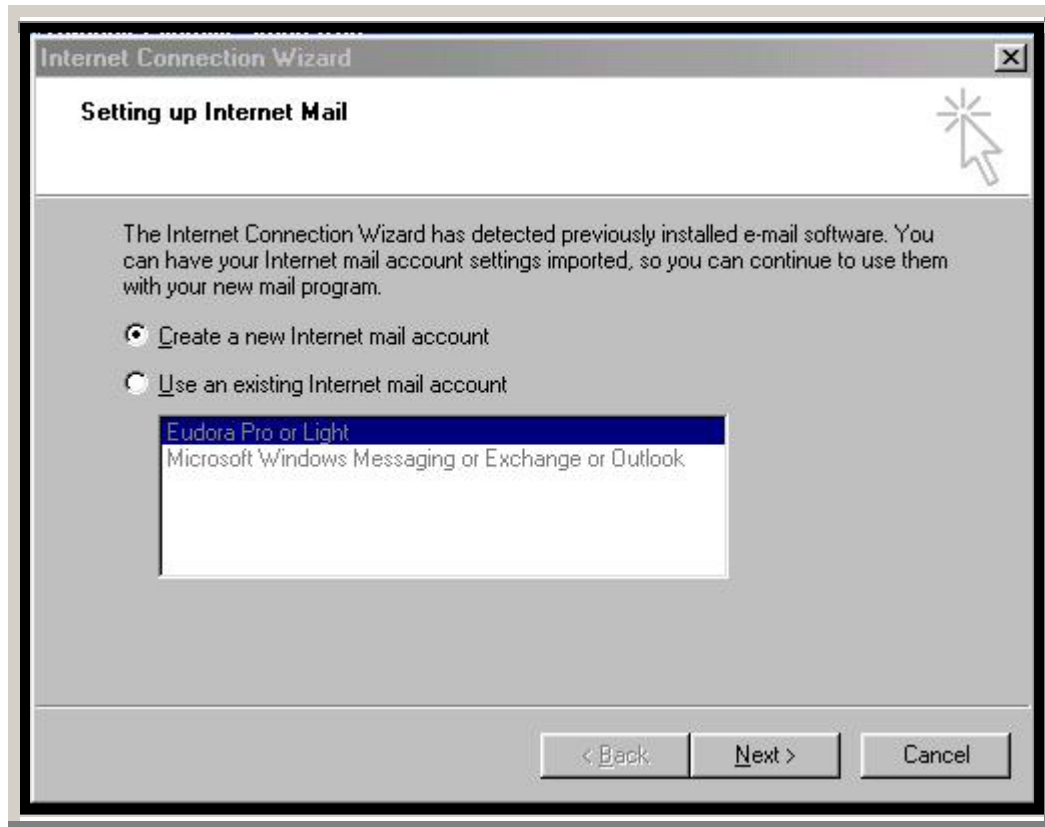 Internet Connection Wizard
Setting up Internet Mail
The Internet Connection Wizard has detected previously installed e-mail software. You
can have your Internet mail account settings imported, so you can continue to use them
with your new mail program.
Create a new Internet mail account
Use an existing Internet mail account
Eudora Pro or Light
Microsoft Windows Messaging or Exchange or Outlook
< Back
Next >
Cancel